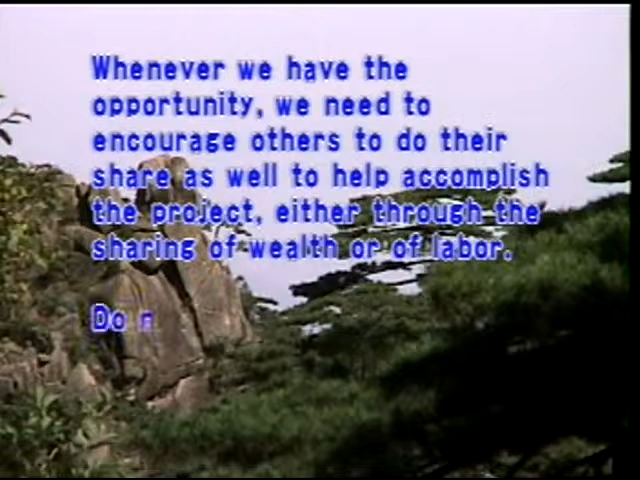 Whenever we have the
opportunity, we need to
encourage others to do their
share as well to help accomplish
the project, either through the
sharing of wealth or of labor.
Do